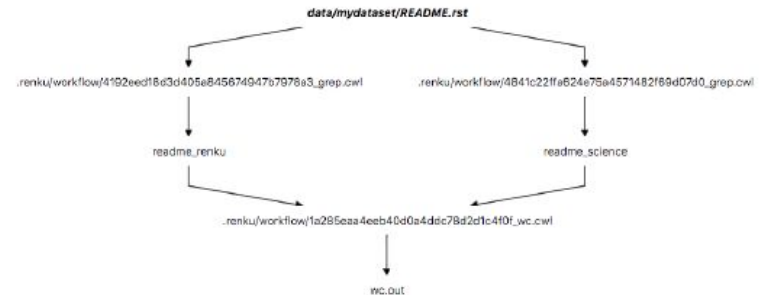 data/mydataset/README.rst
.renku/workflow/4192eed18d3d405a845674947b7978a3_grep.cwl
.renku/workflow/4841c22ffa624e75a4571482f69d07d0_grep.cwl
readme_renku
readme_science
.renku/workflow/1a285eaa4eeb40d0a4ddc78d2d1c4f0f_wc.cwl
wc.out